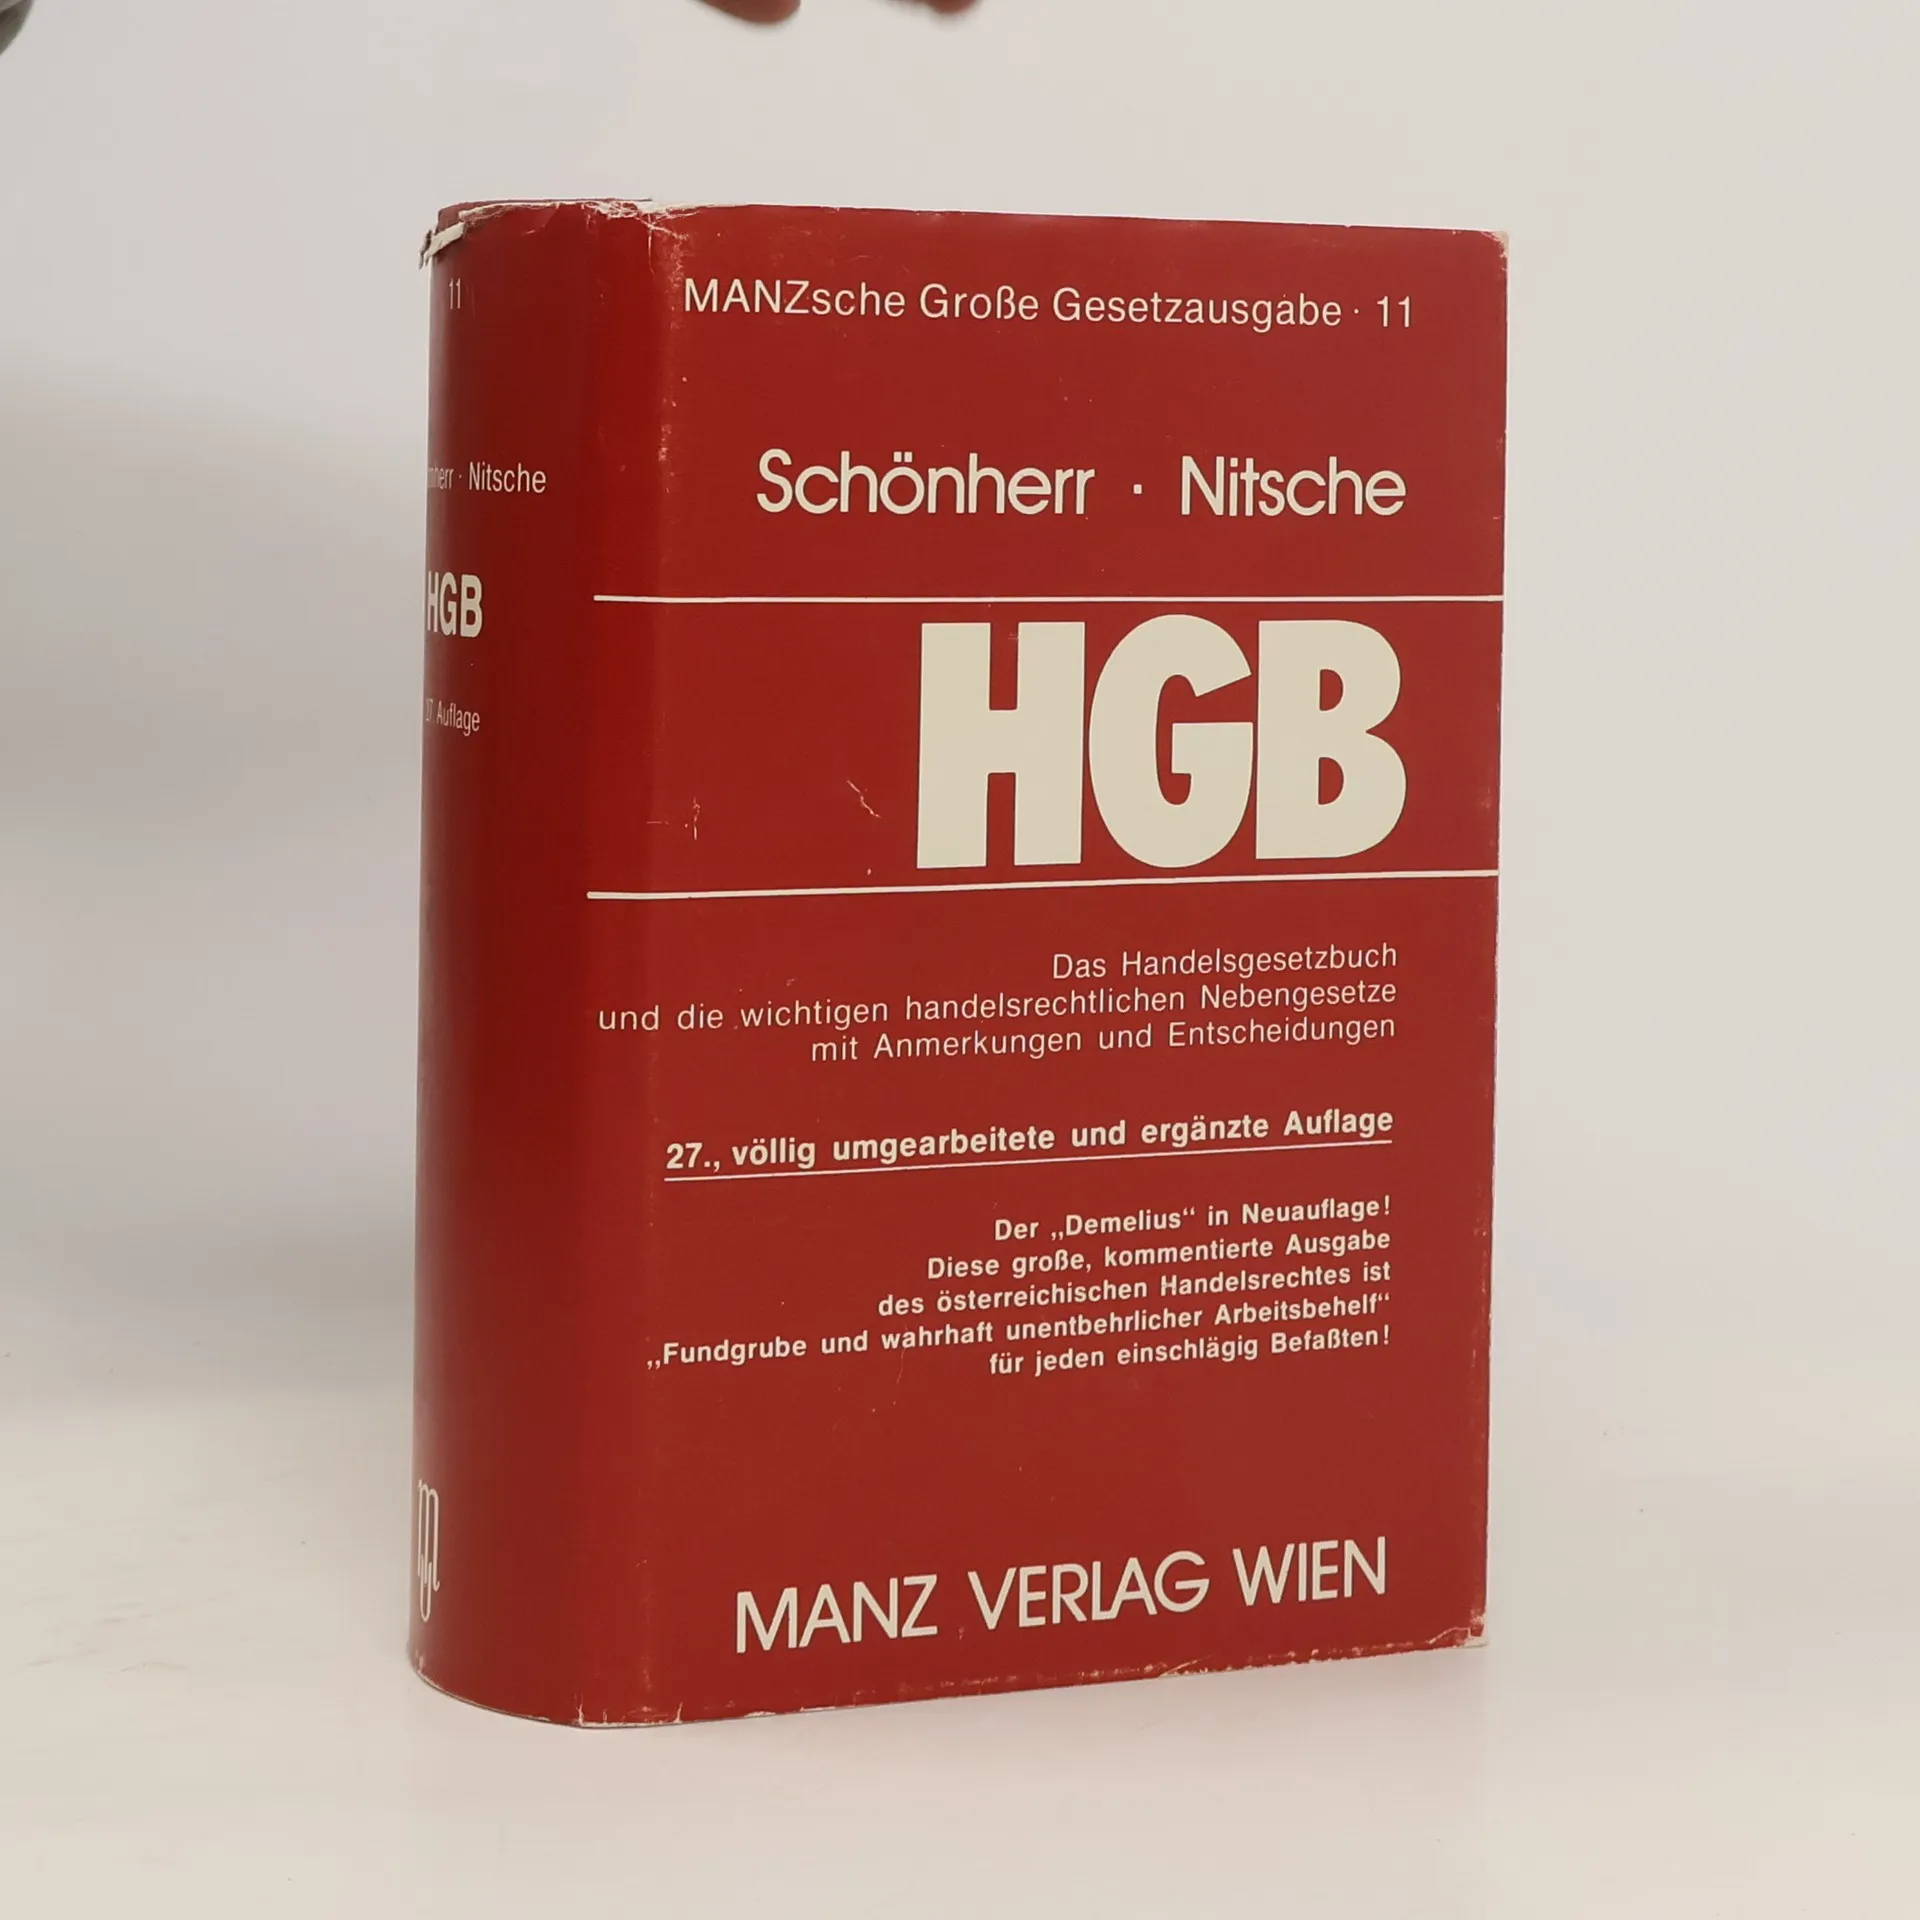 11
Nitsche
HGB
Auflage
MANZsche Große Gesetzausgabe · 11
Schönherr · Nitsche
HGB
Das Handelsgesetzbuch
und die wichtigen handelsrechtlichen Nebengesetze
mit Anmerkungen und Entscheidungen
27., völlig umgearbeitete und ergänzte Auflage
Der „Demelius“ in Neuauflage!
Diese große, kommentierte Ausgabe
des österreichischen Handelsrechtes ist
„Fundgrube und wahrhaft unentbehrlicher Arbeitsbehelf“
für jeden einschlägig Befaßten!
MANZ VERLAG WIEN